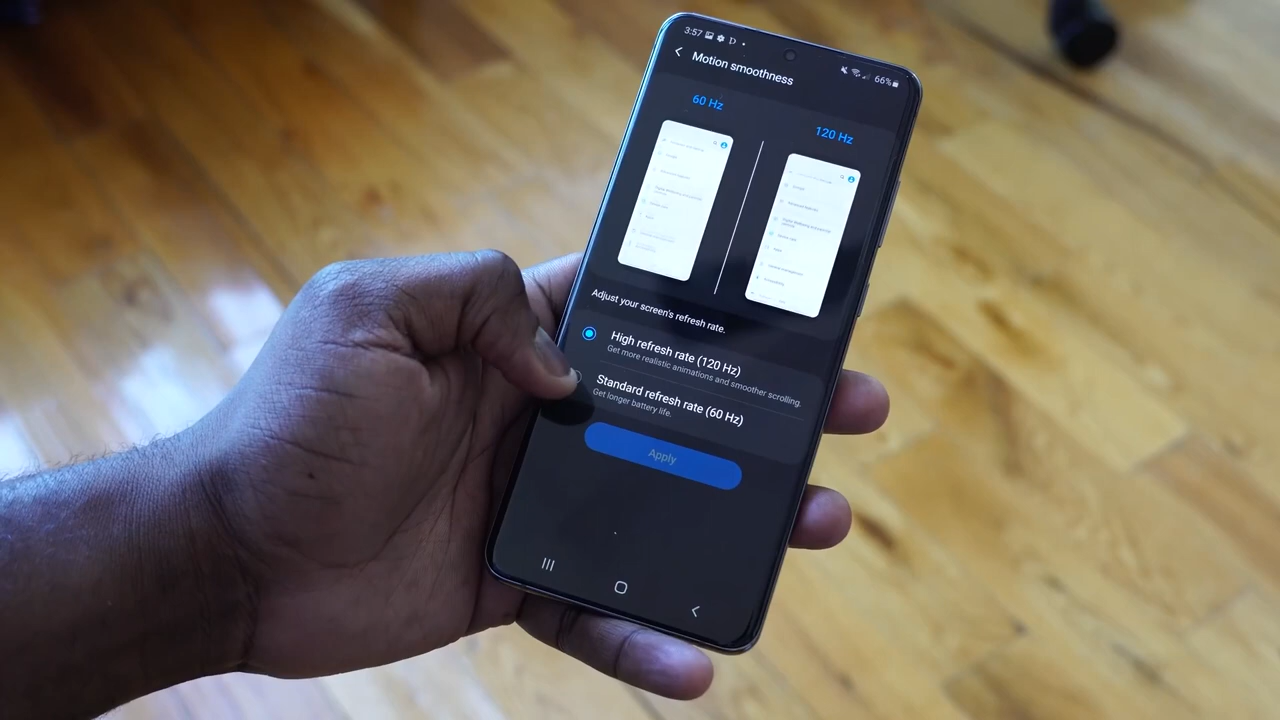 3:57
66%
Motion smoothness
60 Hz
120 Hz
Adjust your screen's refresh rate.
High refresh rate (120 Hz)
Get more realistic animations and smoother scrolling.
Standard refresh rate (60 Hz)
Get longer battery life.
Apply